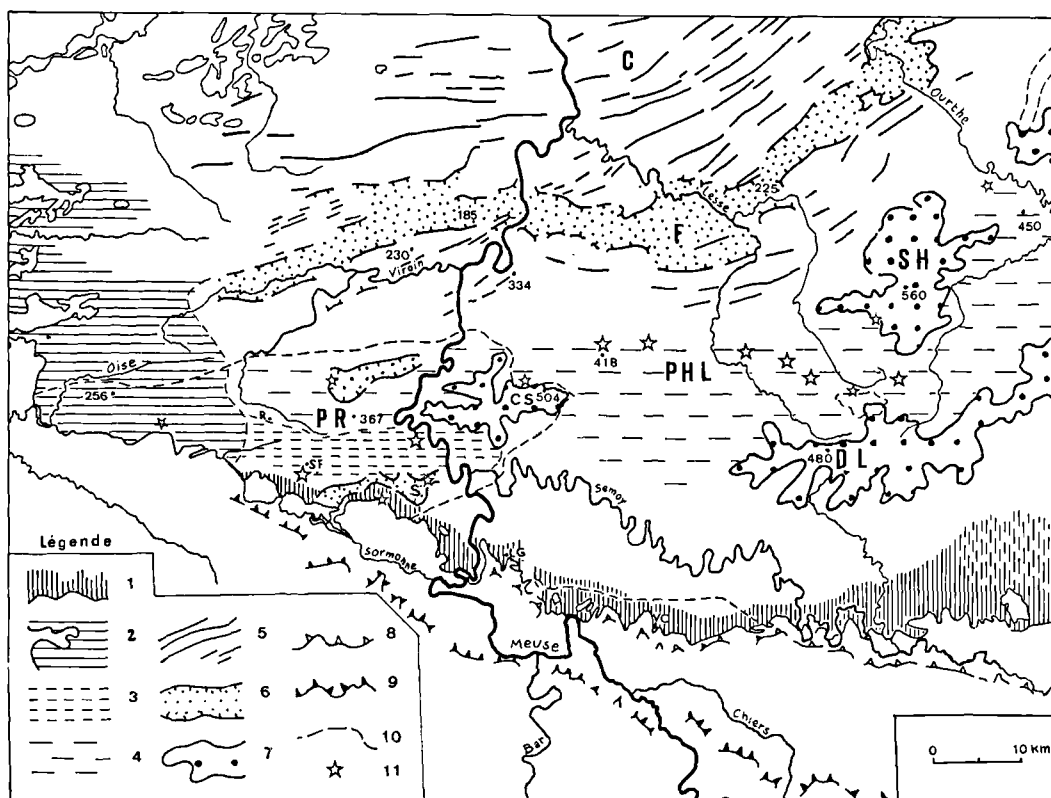 C
Ourthe
Lesse
225
185
F
450
230
Viroin
SH
334
560
Oise
418
PHL
256
CS 504
PR
367
R.
480
DL
SF
S.
Semoy
Légende
Sormonne
G
1
5
8
Meuse
2
6
9
3
10
Chiers
4
7
11
Bar
0 10 Km